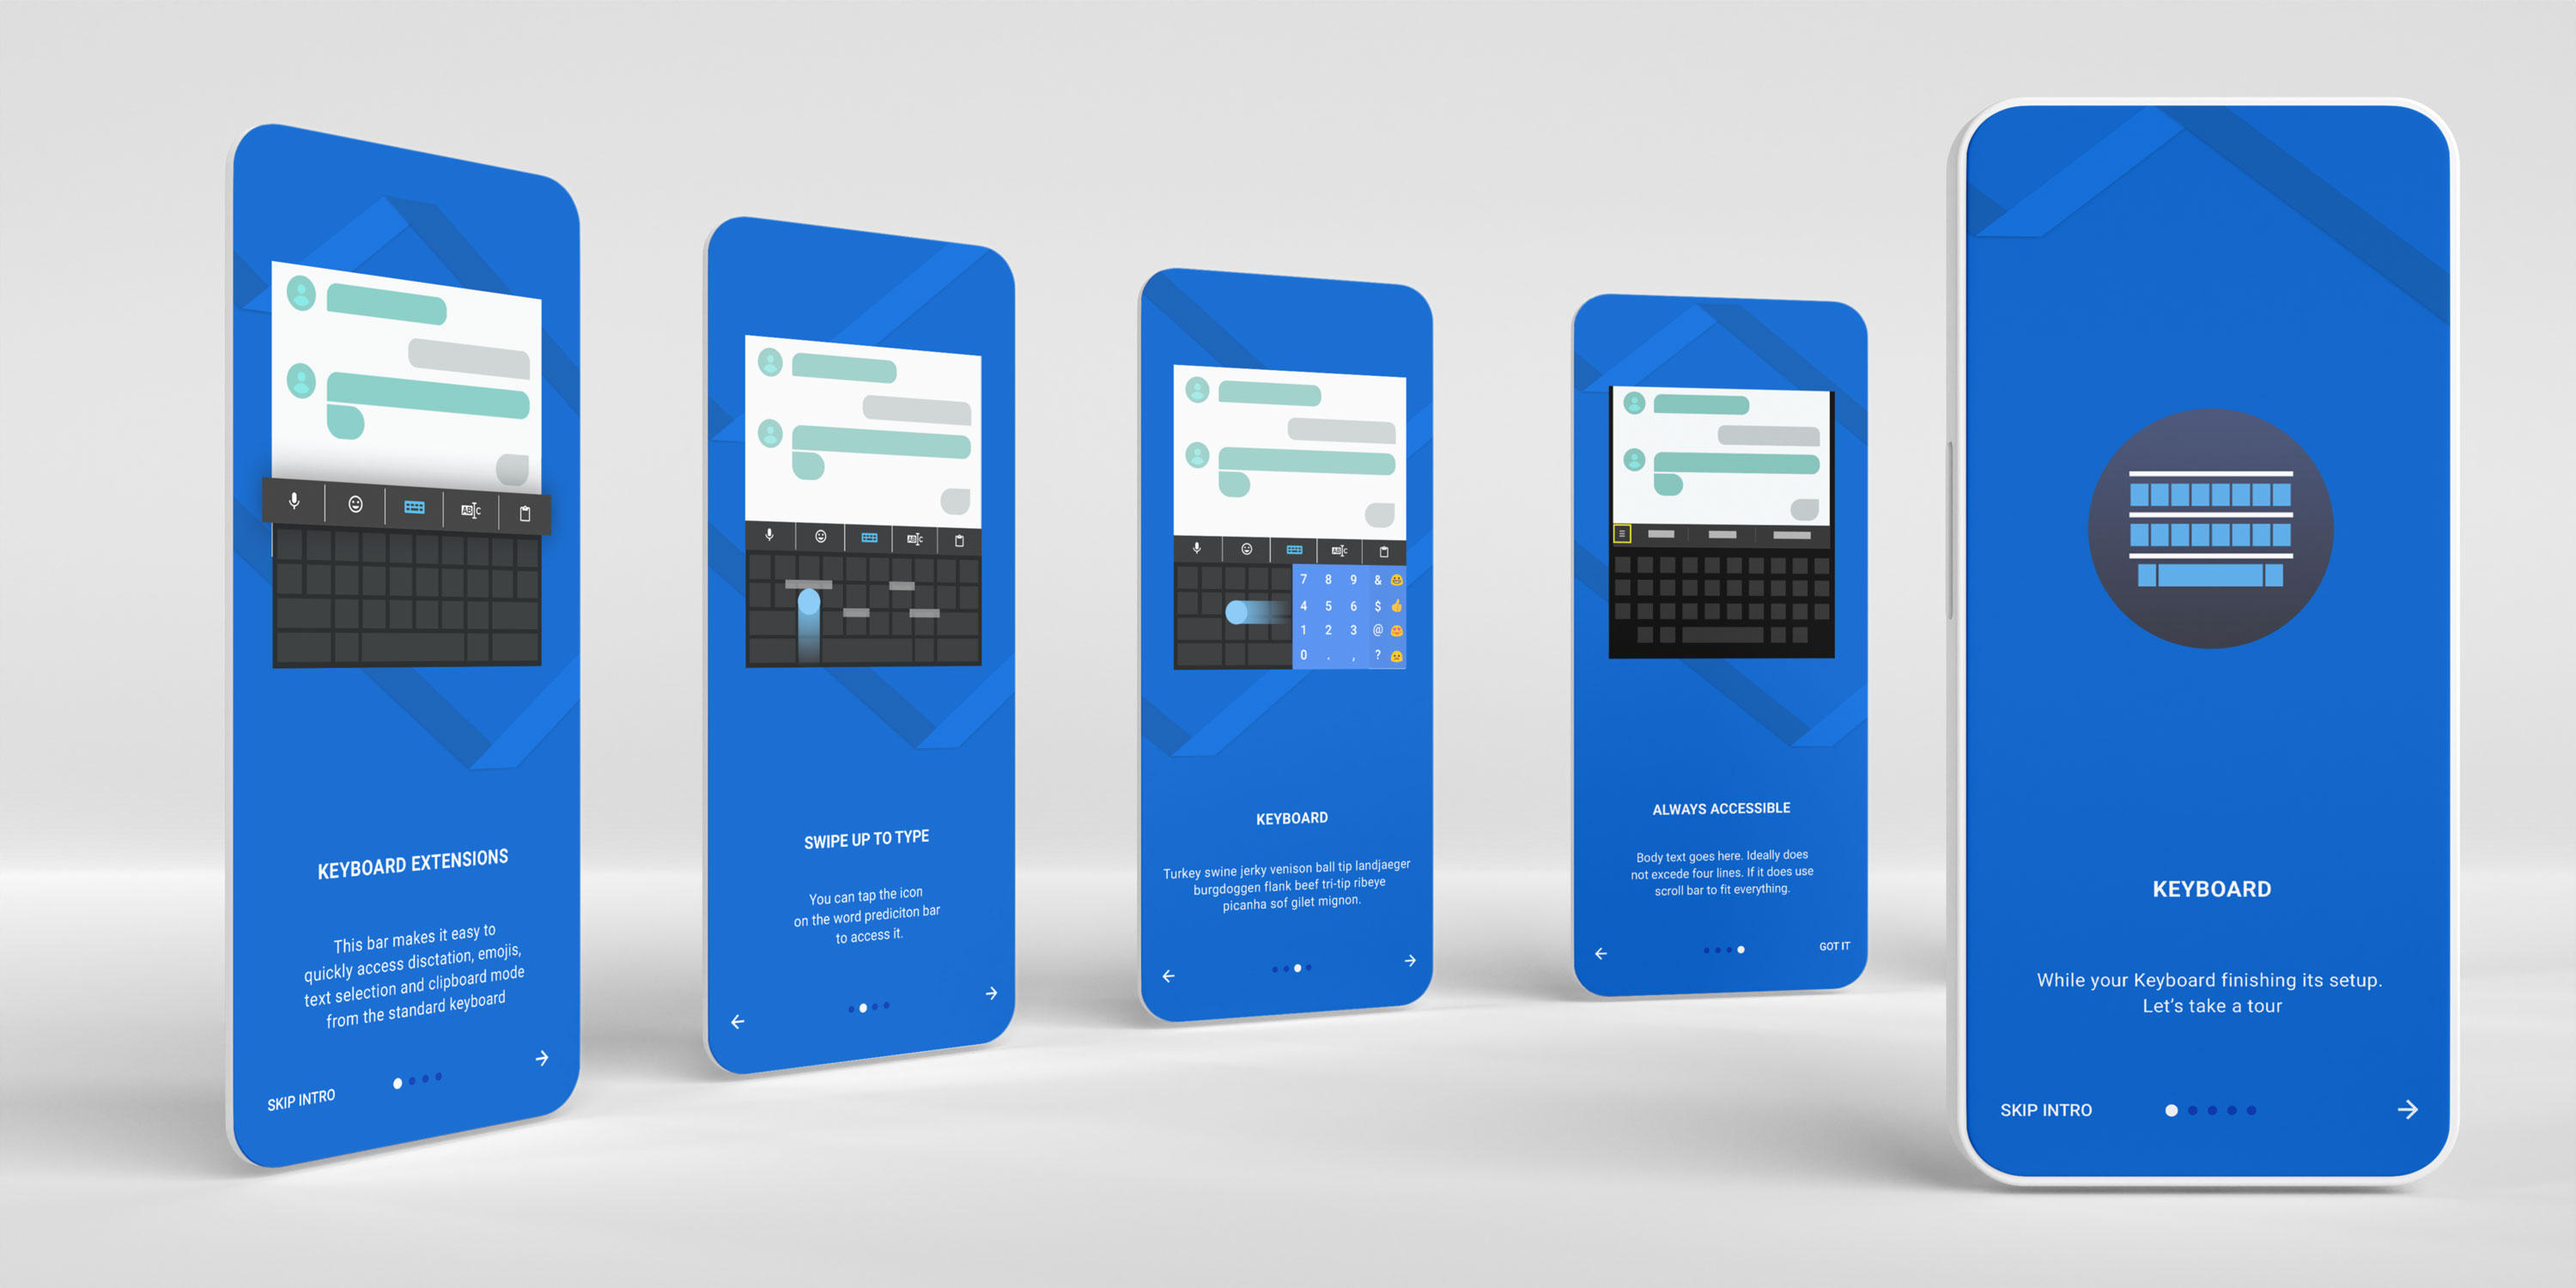 KEYBOARD EXTENSIONS
This bar makes it easy to
quickly access disctation, emojis,
text selection and clipboard mode
from the standard keyboard
SKIP INTRO
ABC
SWIPE UP TO TYPE
You can tap the icon
on the word prediciton bar
to access it.
ABC
7 8 9 &
4 5 6 $
1 2 3 @
0 . , ?
ABC
KEYBOARD
Turkey swine jerky venison ball tip landjaeger
burgdoggen flank beef tri-tip ribeye
picanha sof gilet mignon.
ALWAYS ACCESSIBLE
Body text goes here. Ideally does
not excede four lines. If it does use
scroll bar to fit everything.
GOT IT
KEYBOARD
While your Keyboard finishing its setup.
Let's take a tour
SKIP INTRO